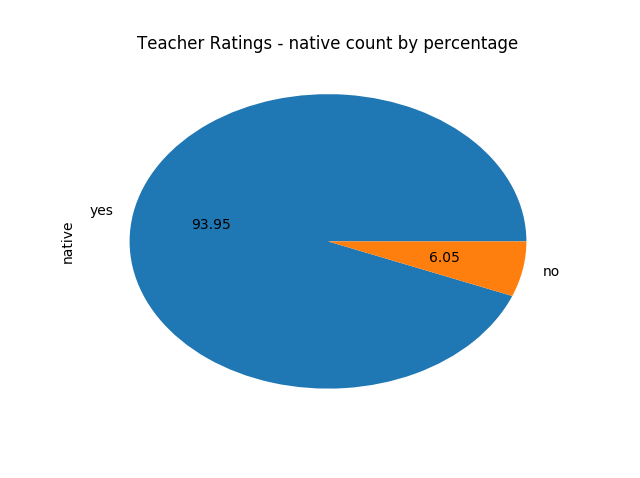 Teacher Ratings - native count by percentage
yes
93.95
native
6.05
no